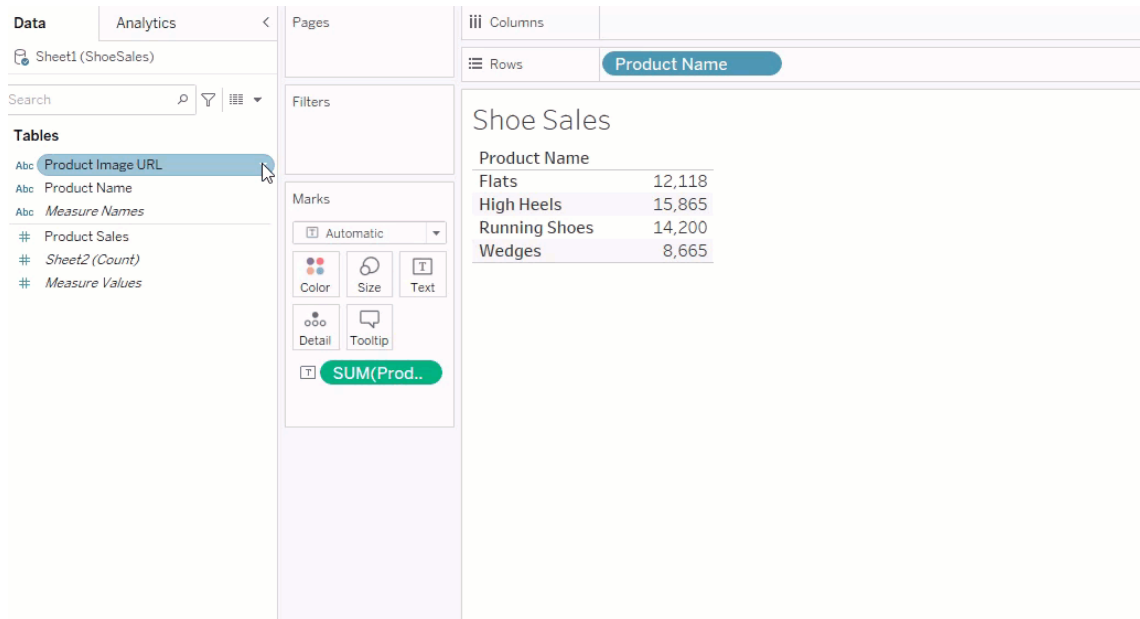 Data
Analytics
Sheet1 (ShoeSales)
Search
Tables
Abc Product Image URL
Abc Product Name
Abc Measure Names
# Product Sales
# Sheet2 (Count)
# Measure Values
Pages
Filters
Marks
T Automatic
Color Size Text
Detail Tooltip
T SUM(Prod..
iii Columns
Rows Product Name
Shoe Sales
Product Name
Flats 12,118
High Heels 15,865
Running Shoes 14,200
Wedges 8,665